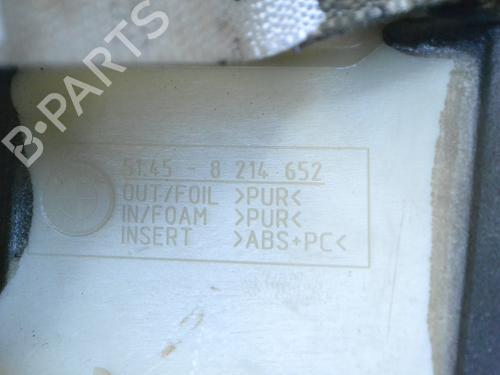 B-PARTS
51.45 - 8 214 652
OUT/FOIL >PUR<
IN/FOAM >PUR<
INSERT >ABS+PC<